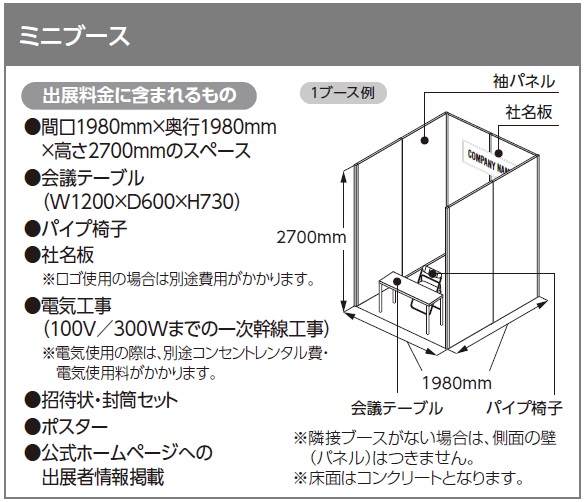 ミニブース
出展料金に含まれるもの
●間口1980mm×奥行1980mm
×高さ2700mmのスペース
●会議テーブル
（W1200×D600×H730）
●パイプ椅子
●社名板
※ロゴ使用の場合は別途費用がかかります。
●電気工事
（100V／300Wまでの一次幹線工事）
※電気使用の際は、別途コンセントレンタル費・
電気使用料がかかります。
●招待状・封筒セット
●ポスター
●公式ホームページへの
出展者情報掲載
1ブース例
袖パネル
社名板
COMPANY NAM
2700mm
1980mm
会議テーブル
パイプ椅子
※隣接ブースがない場合は、側面の壁
（パネル）はつきません。
※床面はコンクリートとなります。